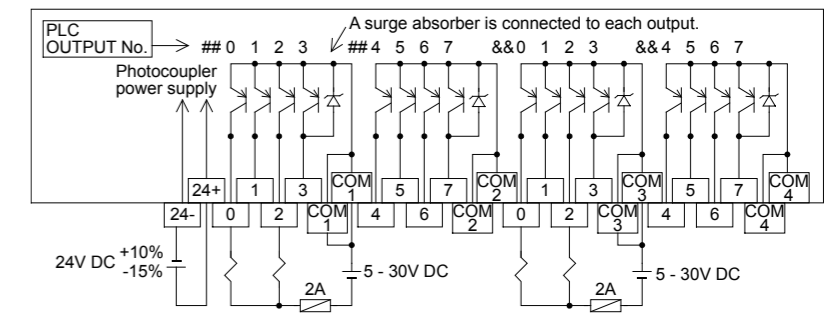 PLC
OUTPUT No.
A surge absorber is connected to each output.
## 0 1 2 3 ## 4 5 6 7 && 0 1 2 3 && 4 5 6 7
Photocoupler
power supply
24+ 1 3 COM 1 5 7 COM 2 1 3 COM 3 5 7 COM 4
24- 0 2 COM 1 4 6 COM 2 0 2 COM 3 4 6 COM 4
24V DC +10% -15%
5 - 30V DC
5 - 30V DC
2A
2A